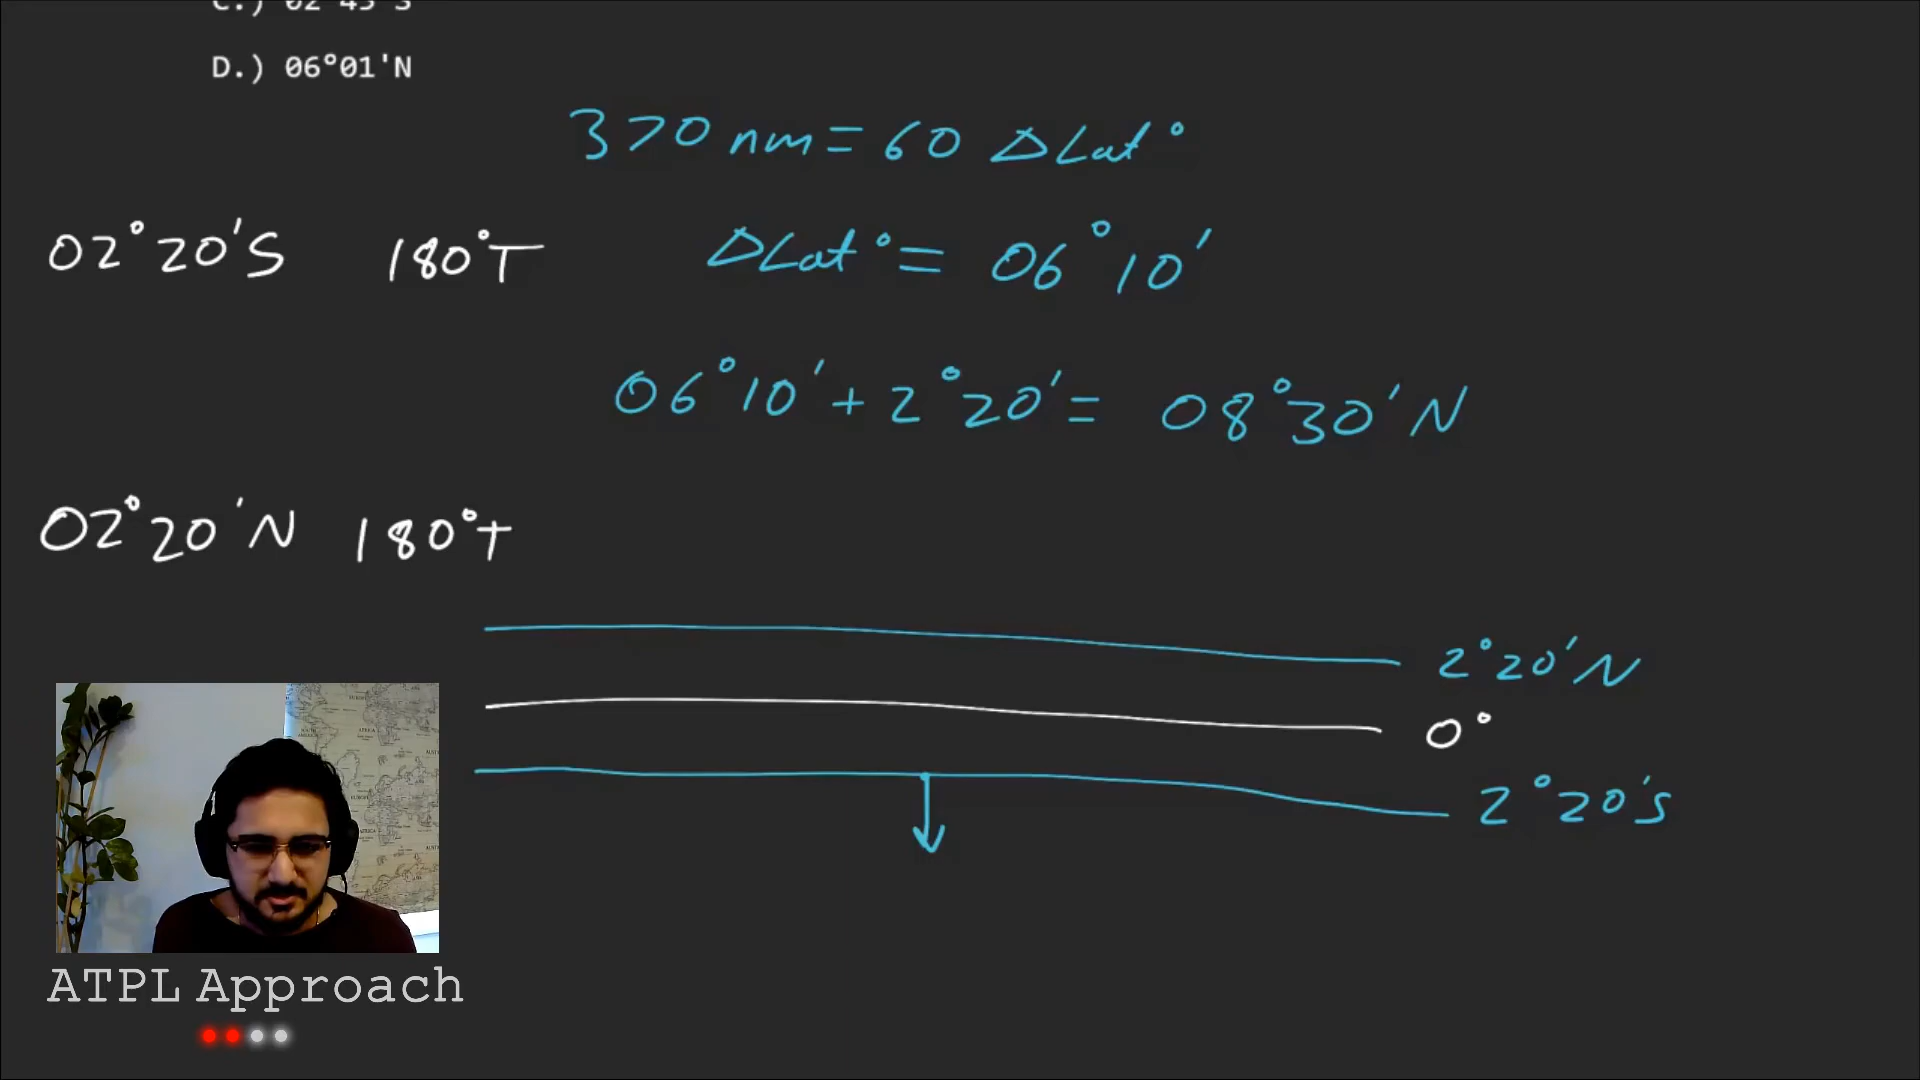 D.) 06°01'N
370 nm = 60 ΔLat°
02°20'S 180°T
ΔLat° = 06°10'
06°10' + 2°20' = 08°30'N
02°20'N 180°T
2°20'N
0°
2°20'S
ATPL Approach